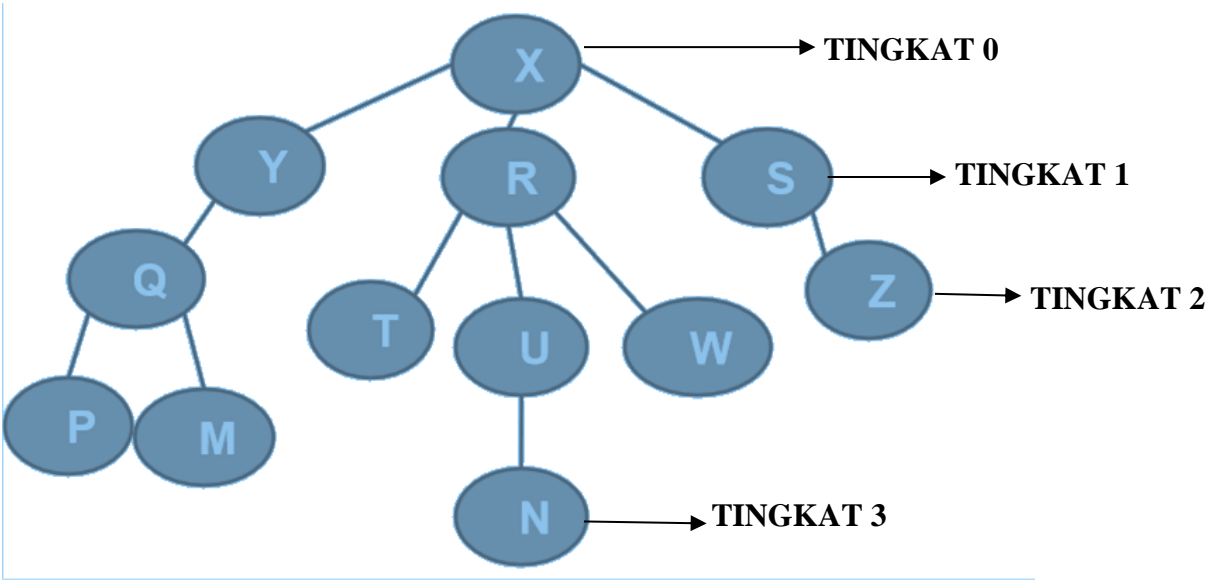 X
TINGKAT 0
Y
R
S
TINGKAT 1
Q
Z
TINGKAT 2
T
U
W
P
M
N
TINGKAT 3